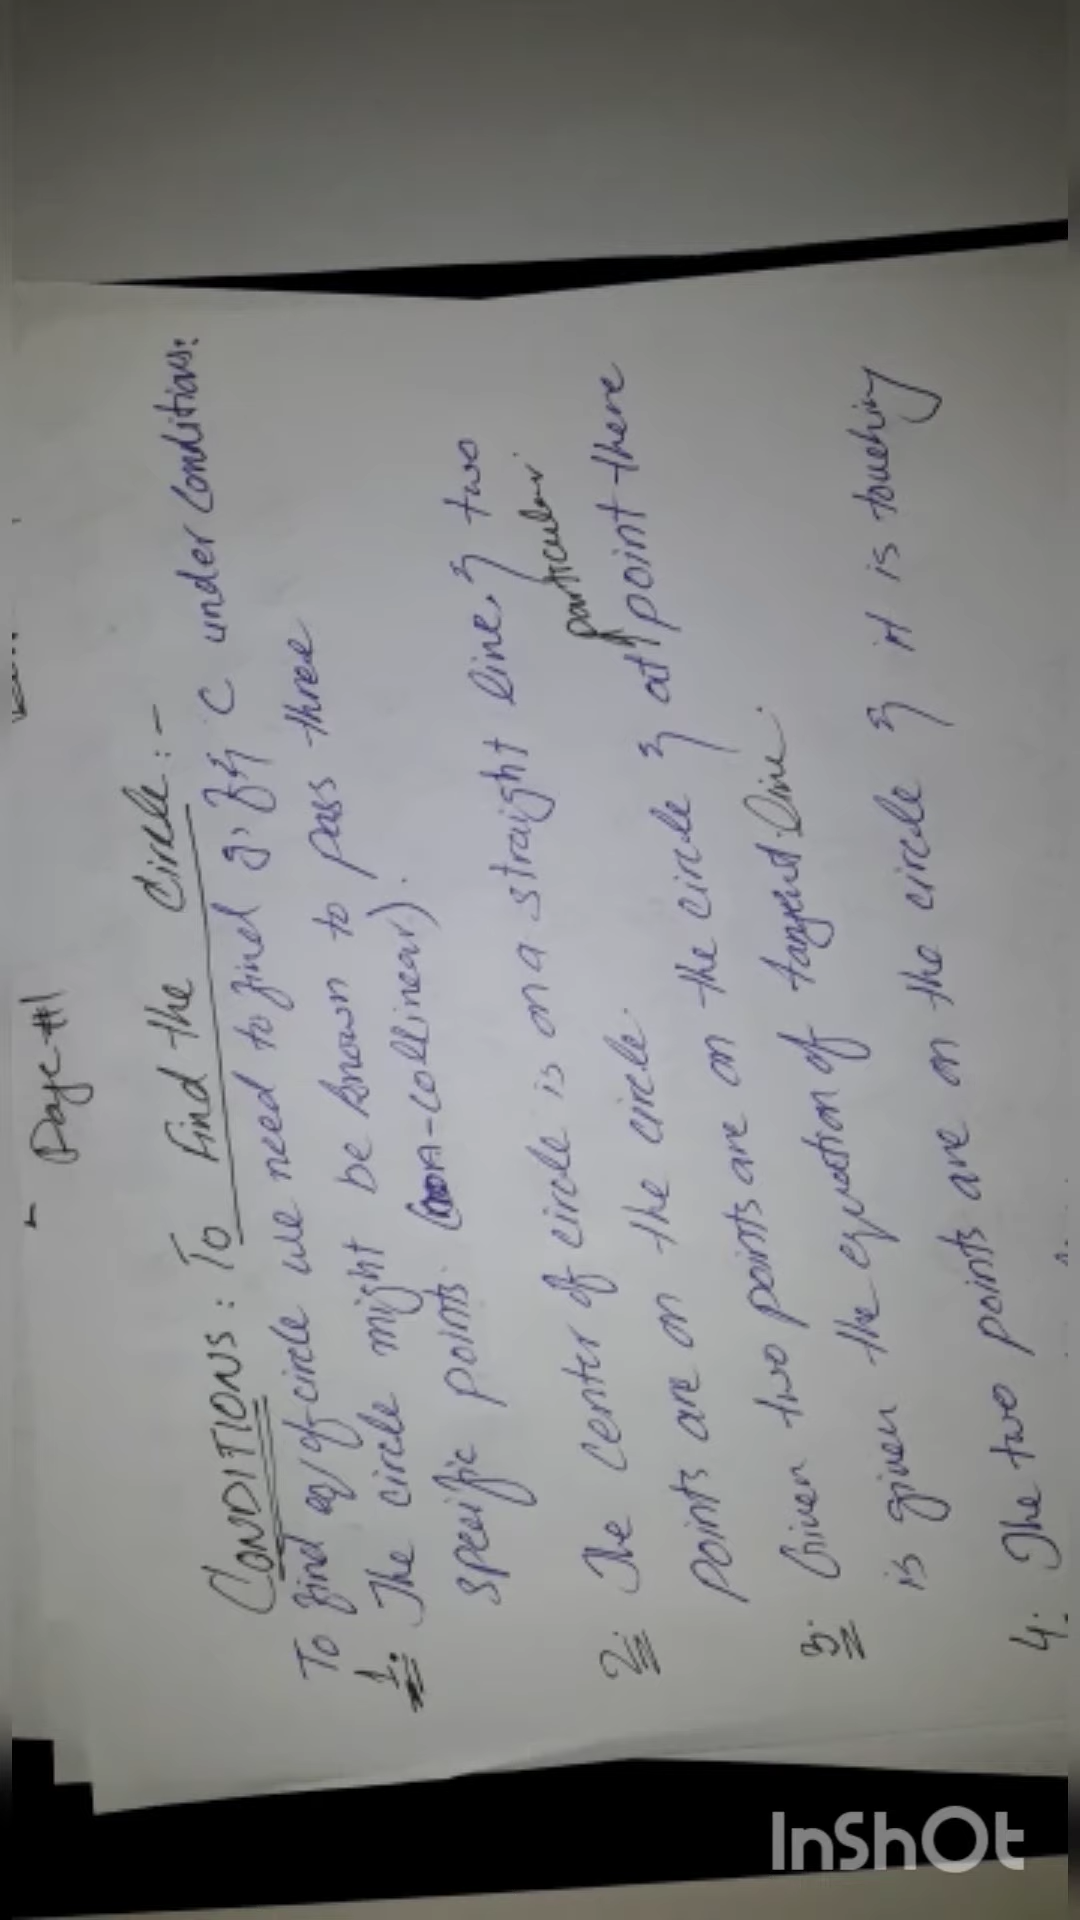 Page #1
CONDITIONS: To Find the Circle:-
To find eq of circle we need to find g, f & C under Conditions:
1. The circle might be known to pass three
specific points. (non-collinear).
2. The center of circle is on a straight line, & two
points are on the circle.
particular
3. Given two points are on the circle & at point there
is given the equation of tangent line.
4. The two points are on the circle & it is touching
InShOt